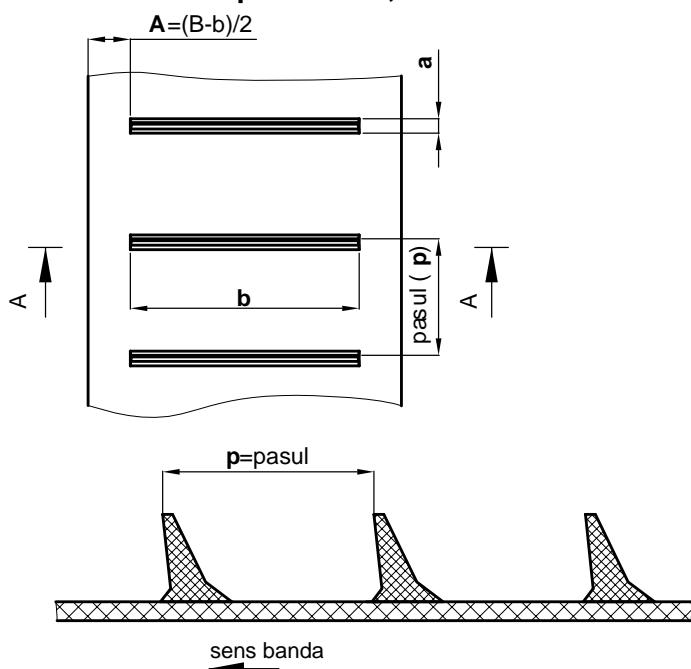 A=(B-b)/2
a
A
b
pasul ( p)
A
p=pasul
sens banda